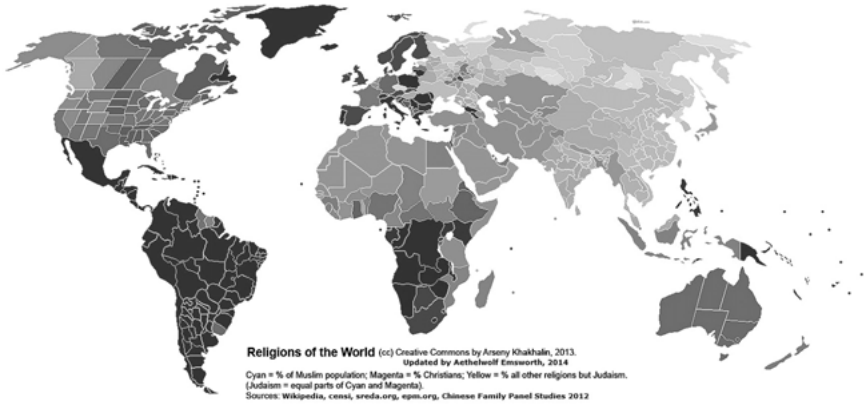 Religions of the World (cc) Creative Commons by Arseny Khakhalin, 2013.
Updated by Aethelwolf Emsworth, 2014
Cyan = % of Muslim population; Magenta = % Christians; Yellow = % all other religions but Judaism.
(Judaism = equal parts of Cyan and Magenta).
Sources: Wikipedia, censi, sreda.org, epm.org, Chinese Family Panel Studies 2012